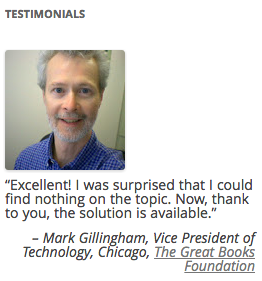 TESTIMONIALS
“Excellent! I was surprised that I could
find nothing on the topic. Now, thank
to you, the solution is available.”
– Mark Gillingham, Vice President of
Technology, Chicago, The Great Books
Foundation